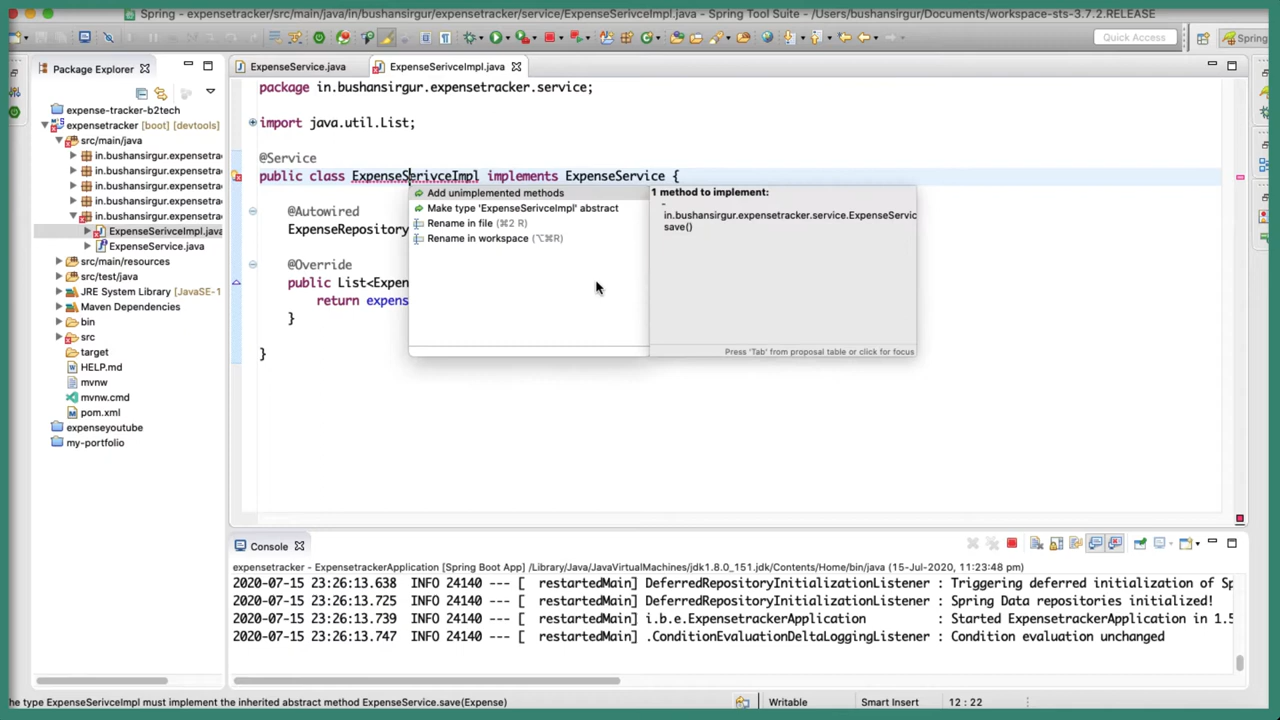 Spring - expensetracker/src/main/java/in/bushansirgur/expensetracker/service/ExpenseSerivceImpl.java - Spring Tool Suite - /Users/bushansirgur/Documents/workspace-sts-3.7.2.RELEASE
Quick Access
Spring
Package Explorer
ExpenseService.java
ExpenseSerivceImpl.java
expense-tracker-b2tech
expensetracker [boot] [devtools]
src/main/java
in.bushansirgur.expensetra
in.bushansirgur.expensetra
in.bushansirgur.expensetra
in.bushansirgur.expensetra
in.bushansirgur.expensetra
ExpenseSerivceImpl.java
ExpenseService.java
src/main/resources
src/test/java
JRE System Library [JavaSE-1
Maven Dependencies
bin
src
target
HELP.md
mvnw
mvnw.cmd
pom.xml
expenseyoutube
my-portfolio
package in.bushansirgur.expensetracker.service;
import java.util.List;
@Service
public class ExpenseSerivceImpl implements ExpenseService {
@Autowired
ExpenseRepository
@Override
public List<Expen
return expens
}
}
Add unimplemented methods
Make type 'ExpenseSerivceImpl' abstract
Rename in file (⌘2 R)
Rename in workspace (⌥⌘R)
1 method to implement:
-
in.bushansirgur.expensetracker.service.ExpenseServic
save()
Press 'Tab' from proposal table or click for focus
Console
expensetracker - ExpensetrackerApplication [Spring Boot App] /Library/Java/JavaVirtualMachines/jdk1.8.0_151.jdk/Contents/Home/bin/java (15-Jul-2020, 11:23:48 pm)
2020-07-15 23:26:13.638 INFO 24140 --- [ restartedMain] DeferredRepositoryInitializationListener : Triggering deferred initialization of Sp
2020-07-15 23:26:13.725 INFO 24140 --- [ restartedMain] DeferredRepositoryInitializationListener : Spring Data repositories initialized!
2020-07-15 23:26:13.739 INFO 24140 --- [ restartedMain] i.b.e.ExpensetrackerApplication : Started ExpensetrackerApplication in 1.5
2020-07-15 23:26:13.747 INFO 24140 --- [ restartedMain] .ConditionEvaluationDeltaLoggingListener : Condition evaluation unchanged
he type ExpenseSerivceImpl must implement the inherited abstract method ExpenseService.save(Expense)
Writable
Smart Insert
12 : 22